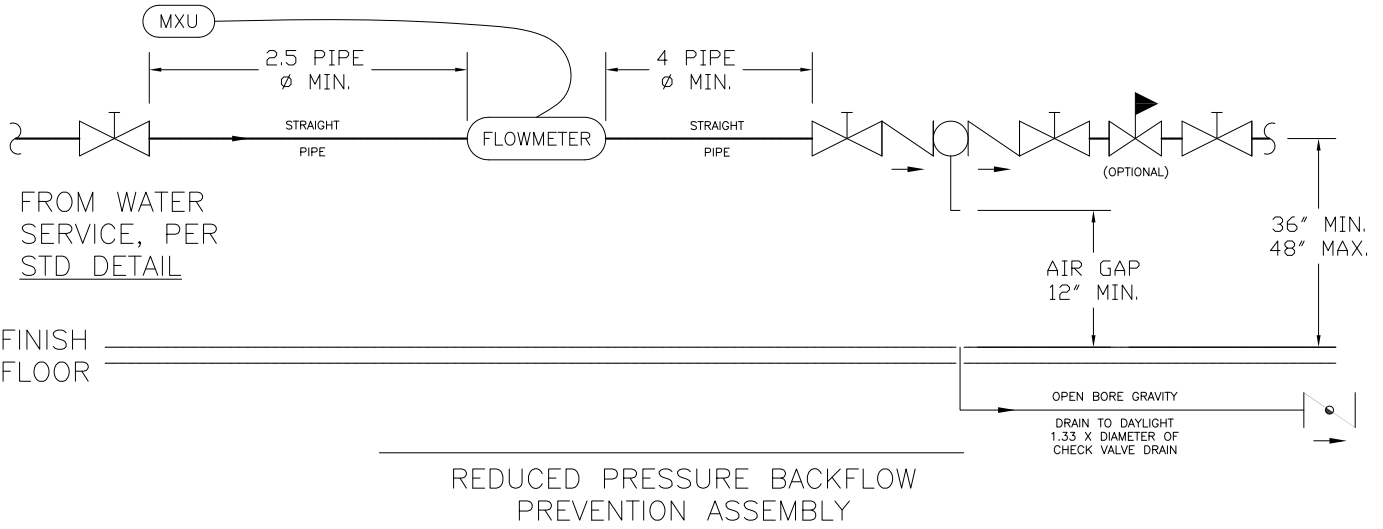 MXU
2.5 PIPE
Ø MIN.
4 PIPE
Ø MIN.
STRAIGHT
PIPE
FLOWMETER
STRAIGHT
PIPE
(OPTIONAL)
FROM WATER
SERVICE, PER
STD DETAIL
36" MIN.
48" MAX.
AIR GAP
12" MIN.
FINISH
FLOOR
OPEN BORE GRAVITY
DRAIN TO DAYLIGHT
1.33 X DIAMETER OF
CHECK VALVE DRAIN
REDUCED PRESSURE BACKFLOW
PREVENTION ASSEMBLY